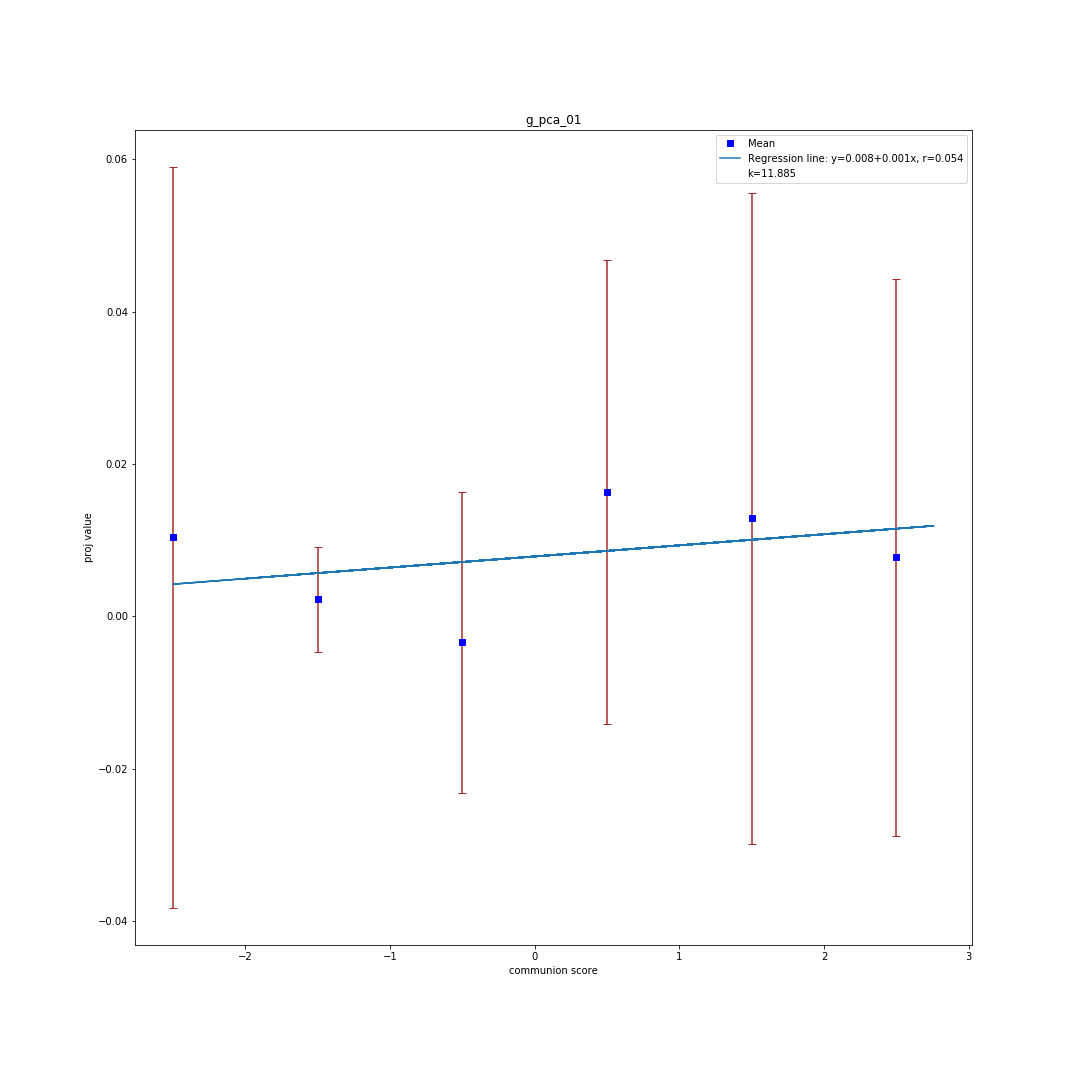 g_pca_01
Mean
Regression line: y=0.008+0.001x, r=0.054
k=11.885
0.06
0.04
0.02
0.00
−0.02
−0.04
proj value
−2
−1
0
1
2
3
communion score